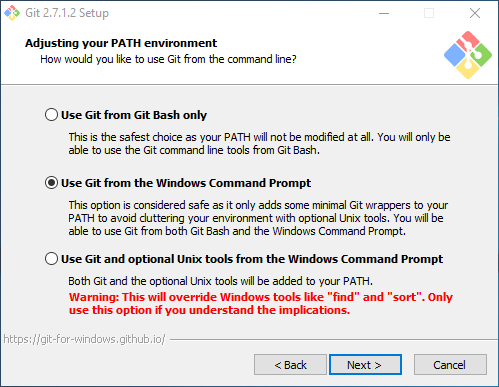 Git 2.7.1.2 Setup
Adjusting your PATH environment
How would you like to use Git from the command line?
Use Git from Git Bash only
This is the safest choice as your PATH will not be modified at all. You will only be
able to use the Git command line tools from Git Bash.
Use Git from the Windows Command Prompt
This option is considered safe as it only adds some minimal Git wrappers to your
PATH to avoid cluttering your environment with optional Unix tools. You will be
able to use Git from both Git Bash and the Windows Command Prompt.
Use Git and optional Unix tools from the Windows Command Prompt
Both Git and the optional Unix tools will be added to your PATH.
Warning: This will override Windows tools like "find" and "sort". Only
use this option if you understand the implications.
https://git-for-windows.github.io/
< Back
Next >
Cancel